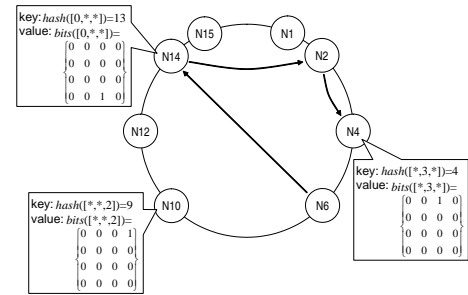 key: hash([0,*,*])=13
value: bits([0,*,*])=
0 0 0 0
0 0 0 0
0 0 0 0
0 0 1 0
N15
N1
N14
N2
N12
N4
N10
N6
key: hash([*,*,2])=9
value: bits([*,*,2])=
0 0 0 1
0 0 0 0
0 0 0 0
0 0 0 0
key: hash([*,3,*])=4
value: bits([*,3,*])=
0 0 1 0
0 0 0 0
0 0 0 0
0 0 0 0